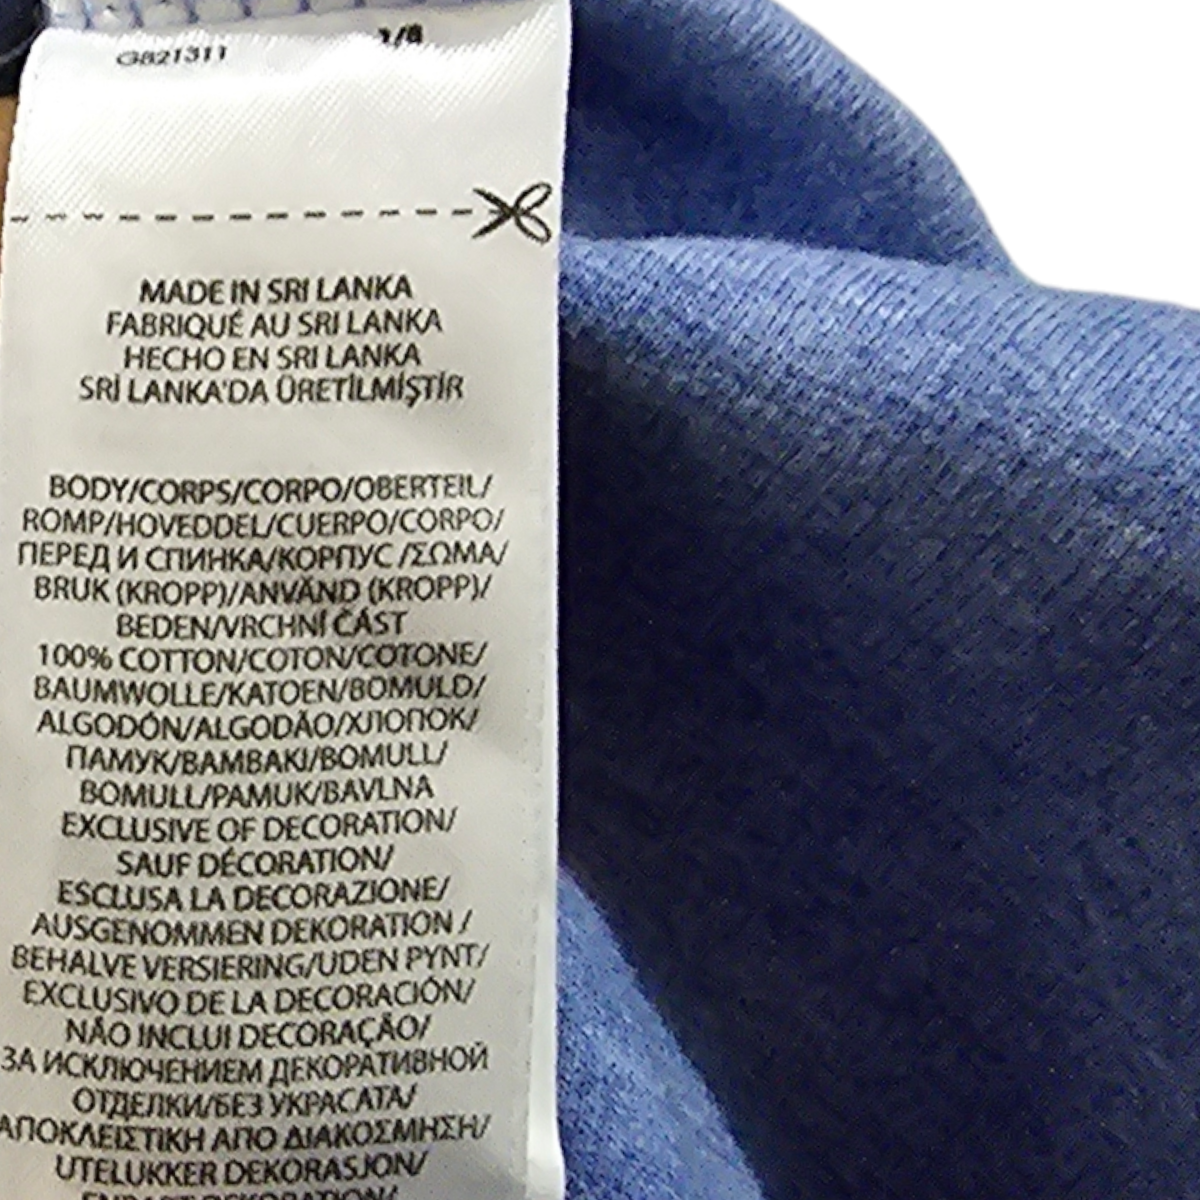 G821311
1/8
MADE IN SRI LANKA
FABRIQUÉ AU SRI LANKA
HECHO EN SRI LANKA
SRİ LANKA'DA ÜRETİLMİŞTİR
BODY/CORPS/CORPO/OBERTEIL/
ROMP/HOVEDDEL/CUERPO/CORPO/
ПЕРЕД И СПИНКА/КОРПУС /ΣΩΜΑ/
BRUK (KROPP)/ANVÄND (KROPP)/
BEDEN/VRCHNÍ ČÁST
100% COTTON/COTON/COTONE/
BAUMWOLLE/KATOEN/BOMULD/
ALGODÓN/ALGODÃO/ХЛОПОК/
ПАМУК/ΒΑΜΒΑΚΙ/BOMULL/
BOMULL/PAMUK/BAVLNA
EXCLUSIVE OF DECORATION/
SAUF DÉCORATION/
ESCLUSA LA DECORAZIONE/
AUSGENOMMEN DEKORATION /
BEHALVE VERSIERING/UDEN PYNT/
EXCLUSIVO DE LA DECORACIÓN/
NÃO INCLUI DECORAÇÃO/
ЗА ИСКЛЮЧЕНИЕМ ДЕКОРАТИВНОЙ
ОТДЕЛКИ/БЕЗ УКРАСАТА/
ΑΠΟΚΛΕΙΣΤΙΚΗ ΑΠΟ ΔΙΑΚΟΣΜΗΣΗ/
UTELUKKER DEKORASJON/